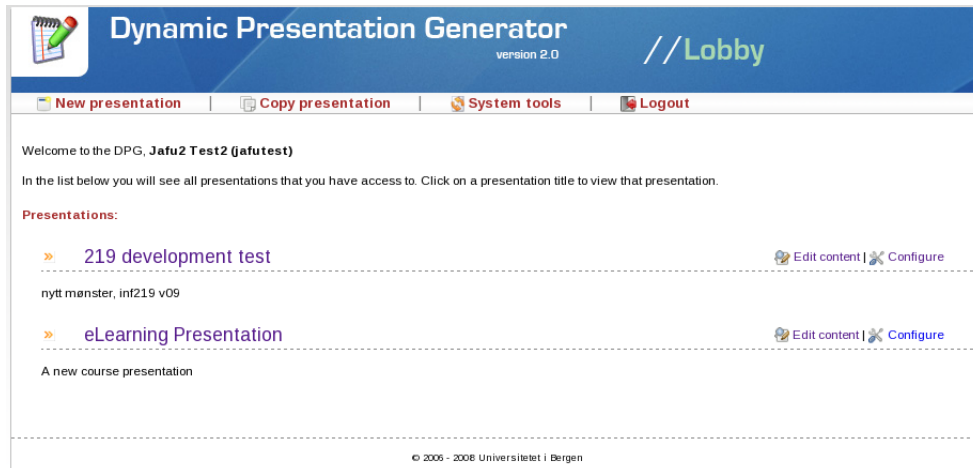 Dynamic Presentation Generator
version 2.0
//Lobby
New presentation | Copy presentation | System tools | Logout
Welcome to the DPG, Jafu2 Test2 (jafutest)
In the list below you will see all presentations that you have access to. Click on a presentation title to view that presentation.
Presentations:
» 219 development test Edit content | Configure
nytt mønster, inf219 v09
» eLearning Presentation Edit content | Configure
A new course presentation
© 2006 - 2008 Universitetet i Bergen